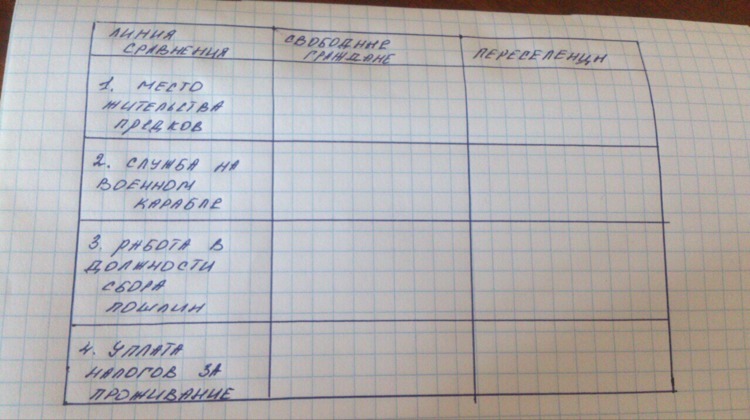 ЛИНИЯ
СРАВНЕНИЯ
СВОБОДНЫЕ
ГРАЖДАНЕ
ПЕРЕСЕЛЕНЦЫ
1. МЕСТО
ЖИТЕЛЬСТВА
ПРЕДКОВ
2. СЛУЖБА НА
ВОЕННОМ
КАРАБЛЕ
3. РАБОТА В
ДОЛЖНОСТИ
СБОРА
ПОШЛИН
4. УПЛАТА
НАЛОГОВ ЗА
ПРОЖИВАНИЕ